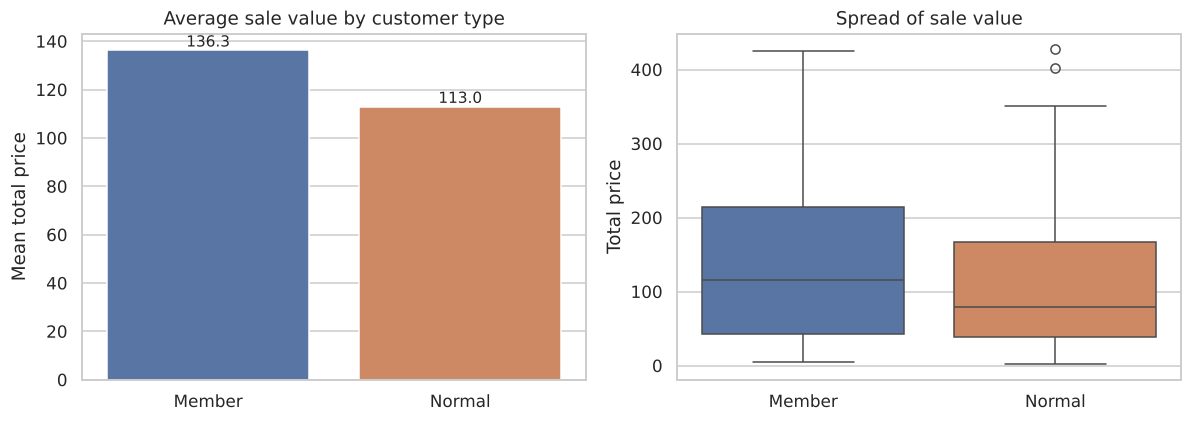 Average sale value by customer type
Mean total price
140
120
100
80
60
40
20
0
136.3
113.0
Member
Normal
Spread of sale value
Total price
400
300
200
100
0
Member
Normal